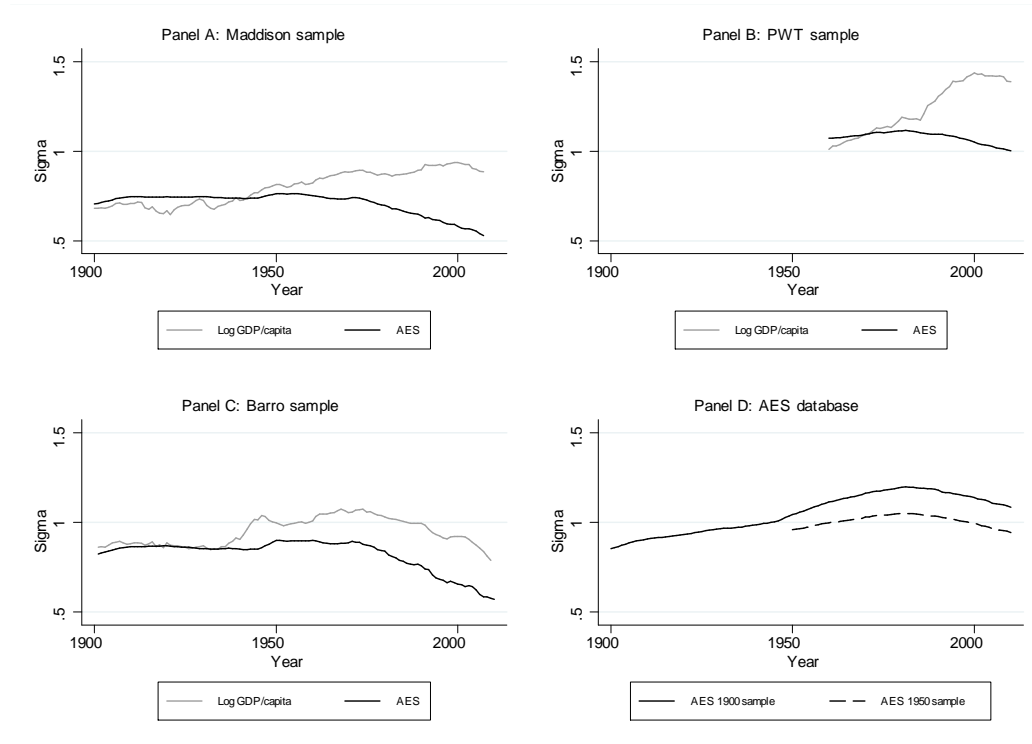 Panel A: Maddison sample
1.5
1
.5
Sigma
1900 1950 2000
Year
Log GDP/capita AES
Panel B: PWT sample
1.5
1
.5
Sigma
1900 1950 2000
Year
Log GDP/capita AES
Panel C: Barro sample
1.5
1
.5
Sigma
1900 1950 2000
Year
Log GDP/capita AES
Panel D: AES database
1.5
1
.5
Sigma
1900 1950 2000
Year
AES 1900 sample AES 1950 sample